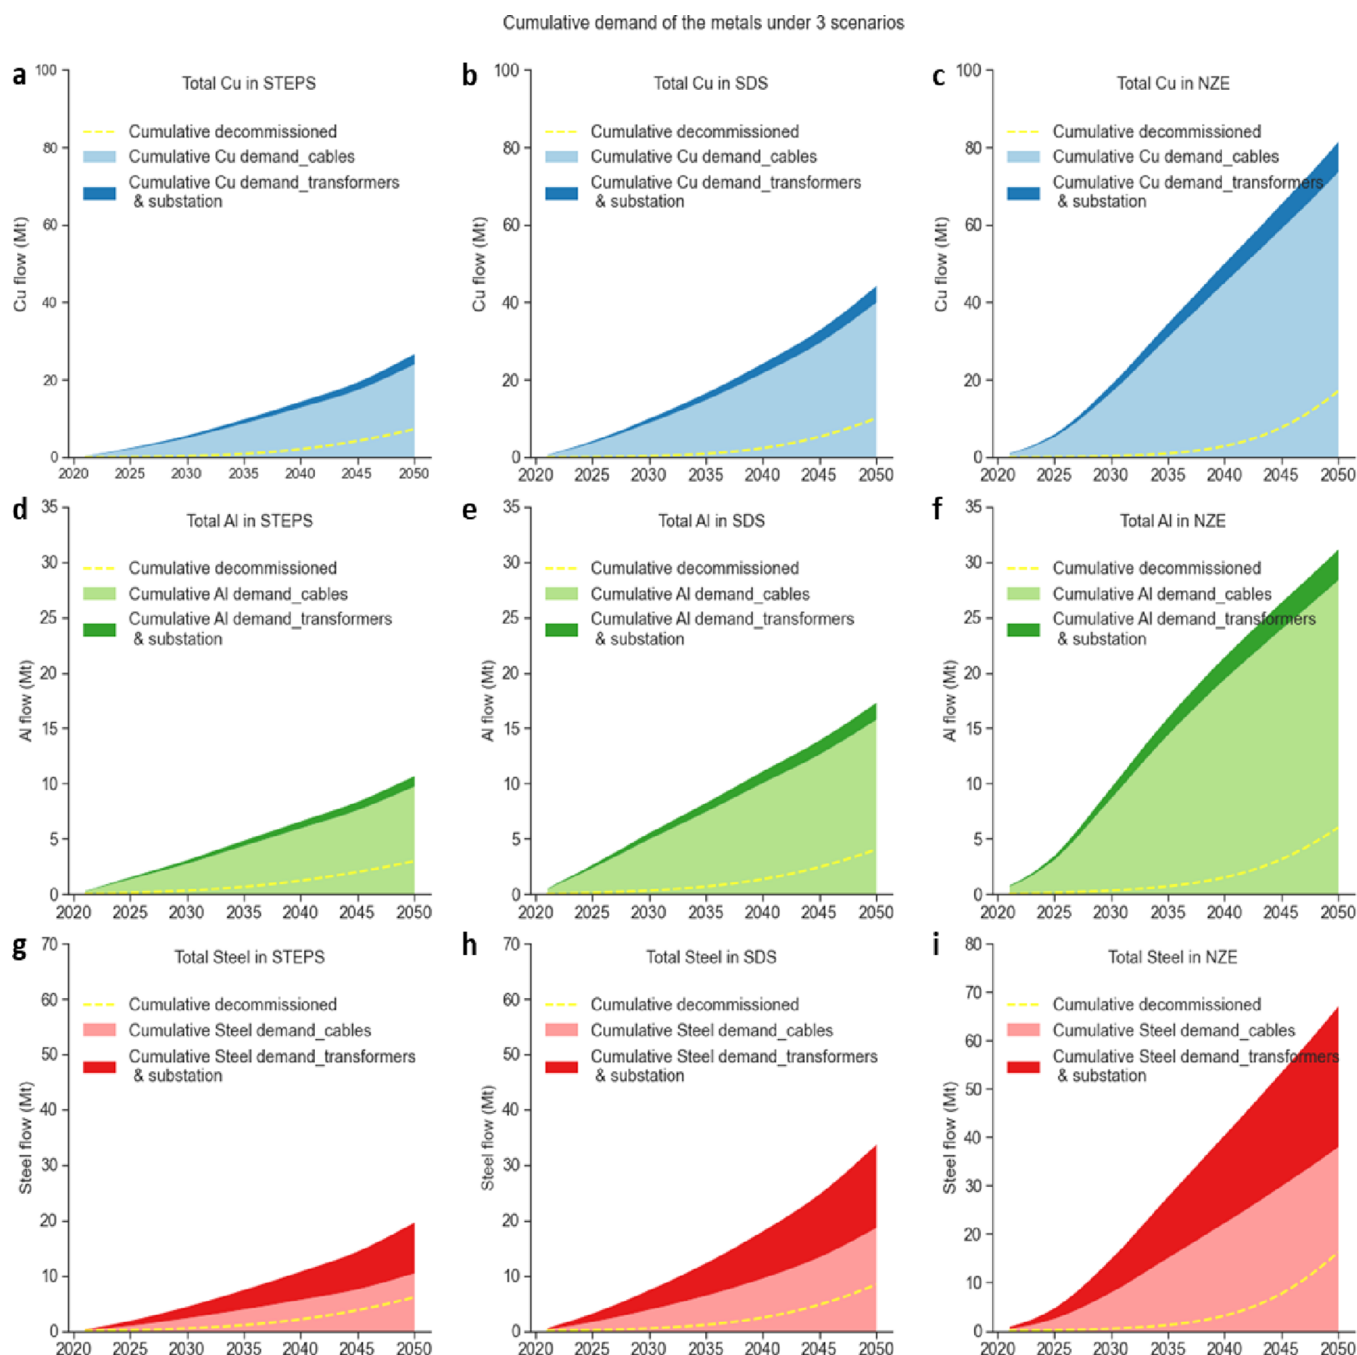 Cumulative demand of the metals under 3 scenarios
a
Total Cu in STEPS
Cumulative decommissioned
Cumulative Cu demand_cables
Cumulative Cu demand_transformers
& substation
Cu flow (Mt)
100
80
60
40
20
0
2020 2025 2030 2035 2040 2045 2050
b
Total Cu in SDS
Cumulative decommissioned
Cumulative Cu demand_cables
Cumulative Cu demand_transformers
& substation
Cu flow (Mt)
100
80
60
40
20
0
2020 2025 2030 2035 2040 2045 2050
c
Total Cu in NZE
Cumulative decommissioned
Cumulative Cu demand_cables
Cumulative Cu demand_transformers
& substation
Cu flow (Mt)
100
80
60
40
20
0
2020 2025 2030 2035 2040 2045 2050
d
Total Al in STEPS
Cumulative decommissioned
Cumulative Al demand_cables
Cumulative Al demand_transformers
& substation
Al flow (Mt)
35
30
25
20
15
10
5
0
2020 2025 2030 2035 2040 2045 2050
e
Total Al in SDS
Cumulative decommissioned
Cumulative Al demand_cables
Cumulative Al demand_transformers
& substation
Al flow (Mt)
35
30
25
20
15
10
5
0
2020 2025 2030 2035 2040 2045 2050
f
Total Al in NZE
Cumulative decommissioned
Cumulative Al demand_cables
Cumulative Al demand_transformers
& substation
Al flow (Mt)
35
30
25
20
15
10
5
0
2020 2025 2030 2035 2040 2045 2050
g
Total Steel in STEPS
Cumulative decommissioned
Cumulative Steel demand_cables
Cumulative Steel demand_transformers
& substation
Steel flow (Mt)
70
60
50
40
30
20
10
0
2020 2025 2030 2035 2040 2045 2050
h
Total Steel in SDS
Cumulative decommissioned
Cumulative Steel demand_cables
Cumulative Steel demand_transformers
& substation
Steel flow (Mt)
70
60
50
40
30
20
10
0
2020 2025 2030 2035 2040 2045 2050
i
Total Steel in NZE
Cumulative decommissioned
Cumulative Steel demand_cables
Cumulative Steel demand_transformers
& substation
Steel flow (Mt)
80
70
60
50
40
30
20
10
0
2020 2025 2030 2035 2040 2045 2050